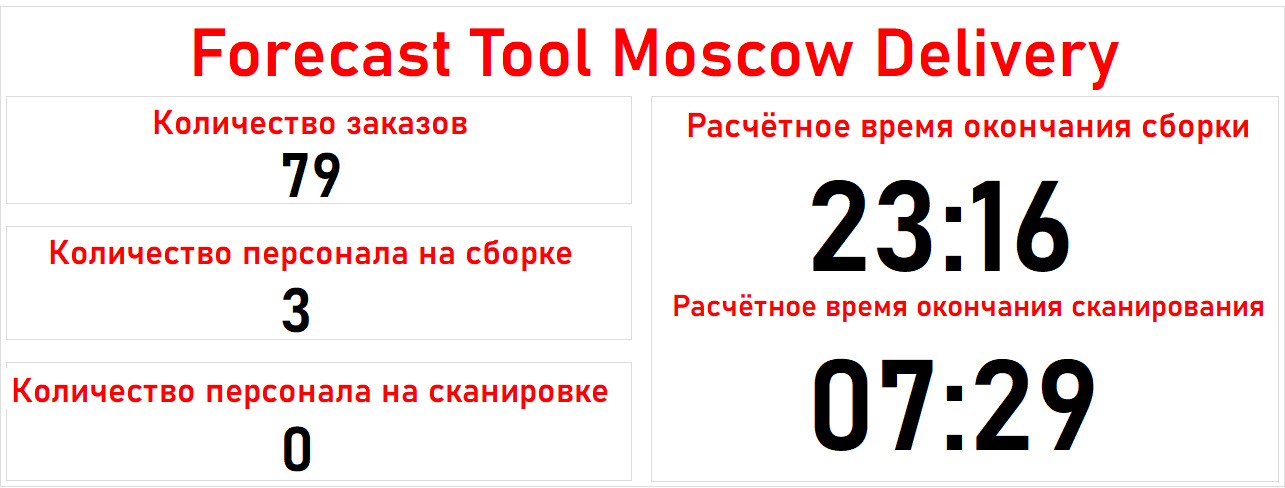 Forecast Tool Moscow Delivery
Количество заказов
79
Количество персонала на сборке
3
Количество персонала на сканировке
0
Расчётное время окончания сборки
23:16
Расчётное время окончания сканирования
07:29